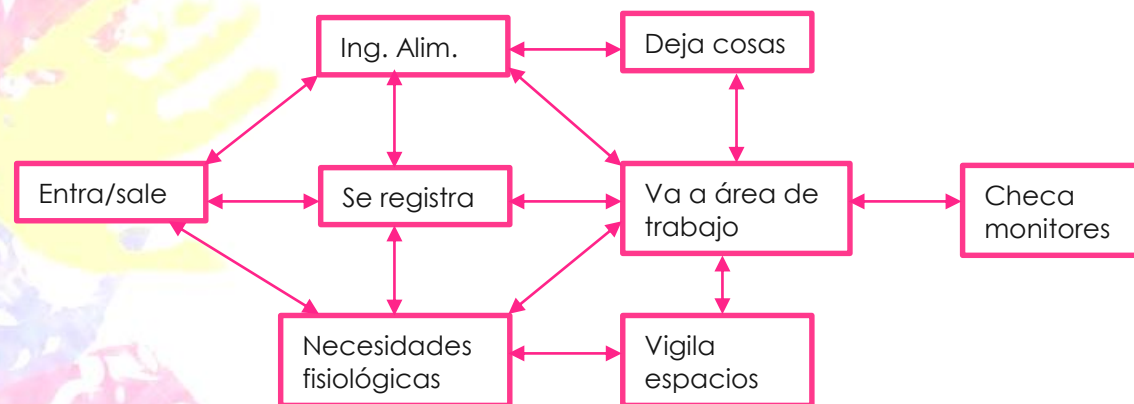 Ing. Alim.
Deja cosas
Entra/sale
Se registra
Va a área de
trabajo
Checa
monitores
Necesidades
fisiológicas
Vigila
espacios